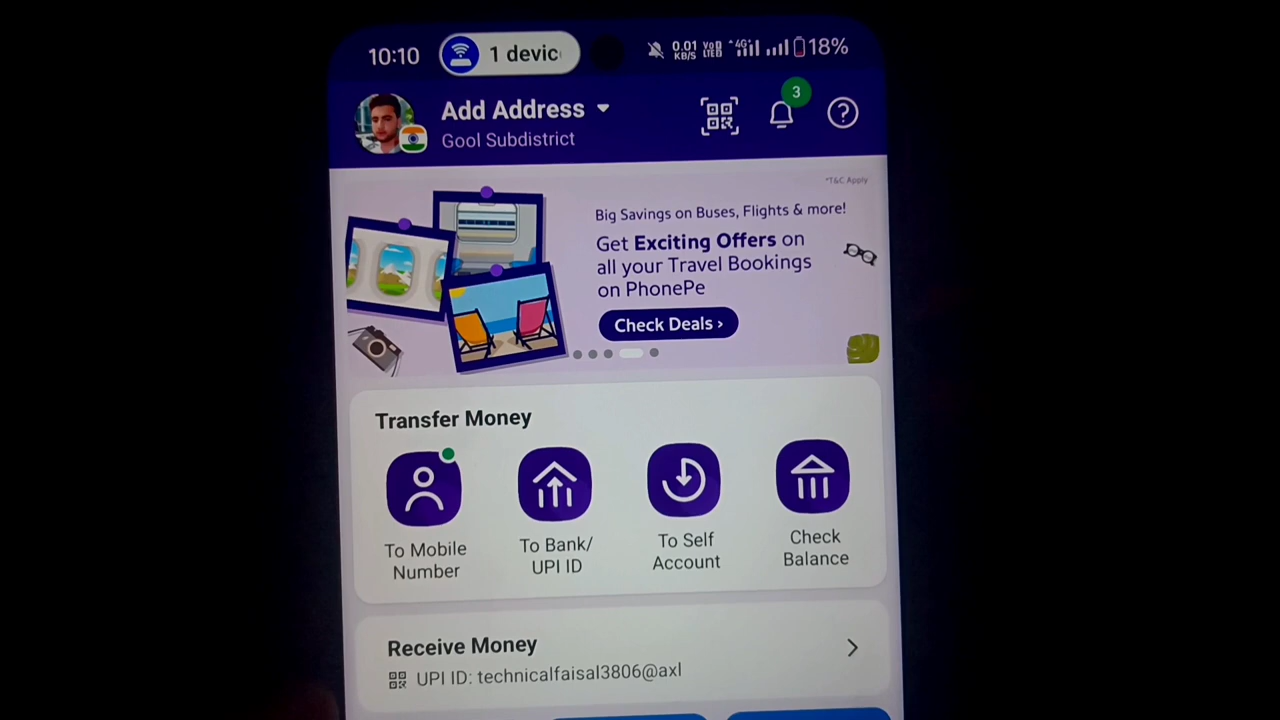 10:10
1 devic
0.01 KB/S
4G
18%
Add Address
Gool Subdistrict
3
*T&C Apply
Big Savings on Buses, Flights & more!
Get Exciting Offers on
all your Travel Bookings
on PhonePe
Check Deals ›
Transfer Money
To Mobile
Number
To Bank/
UPI ID
To Self
Account
Check
Balance
Receive Money
UPI ID: technicalfaisal3806@axl